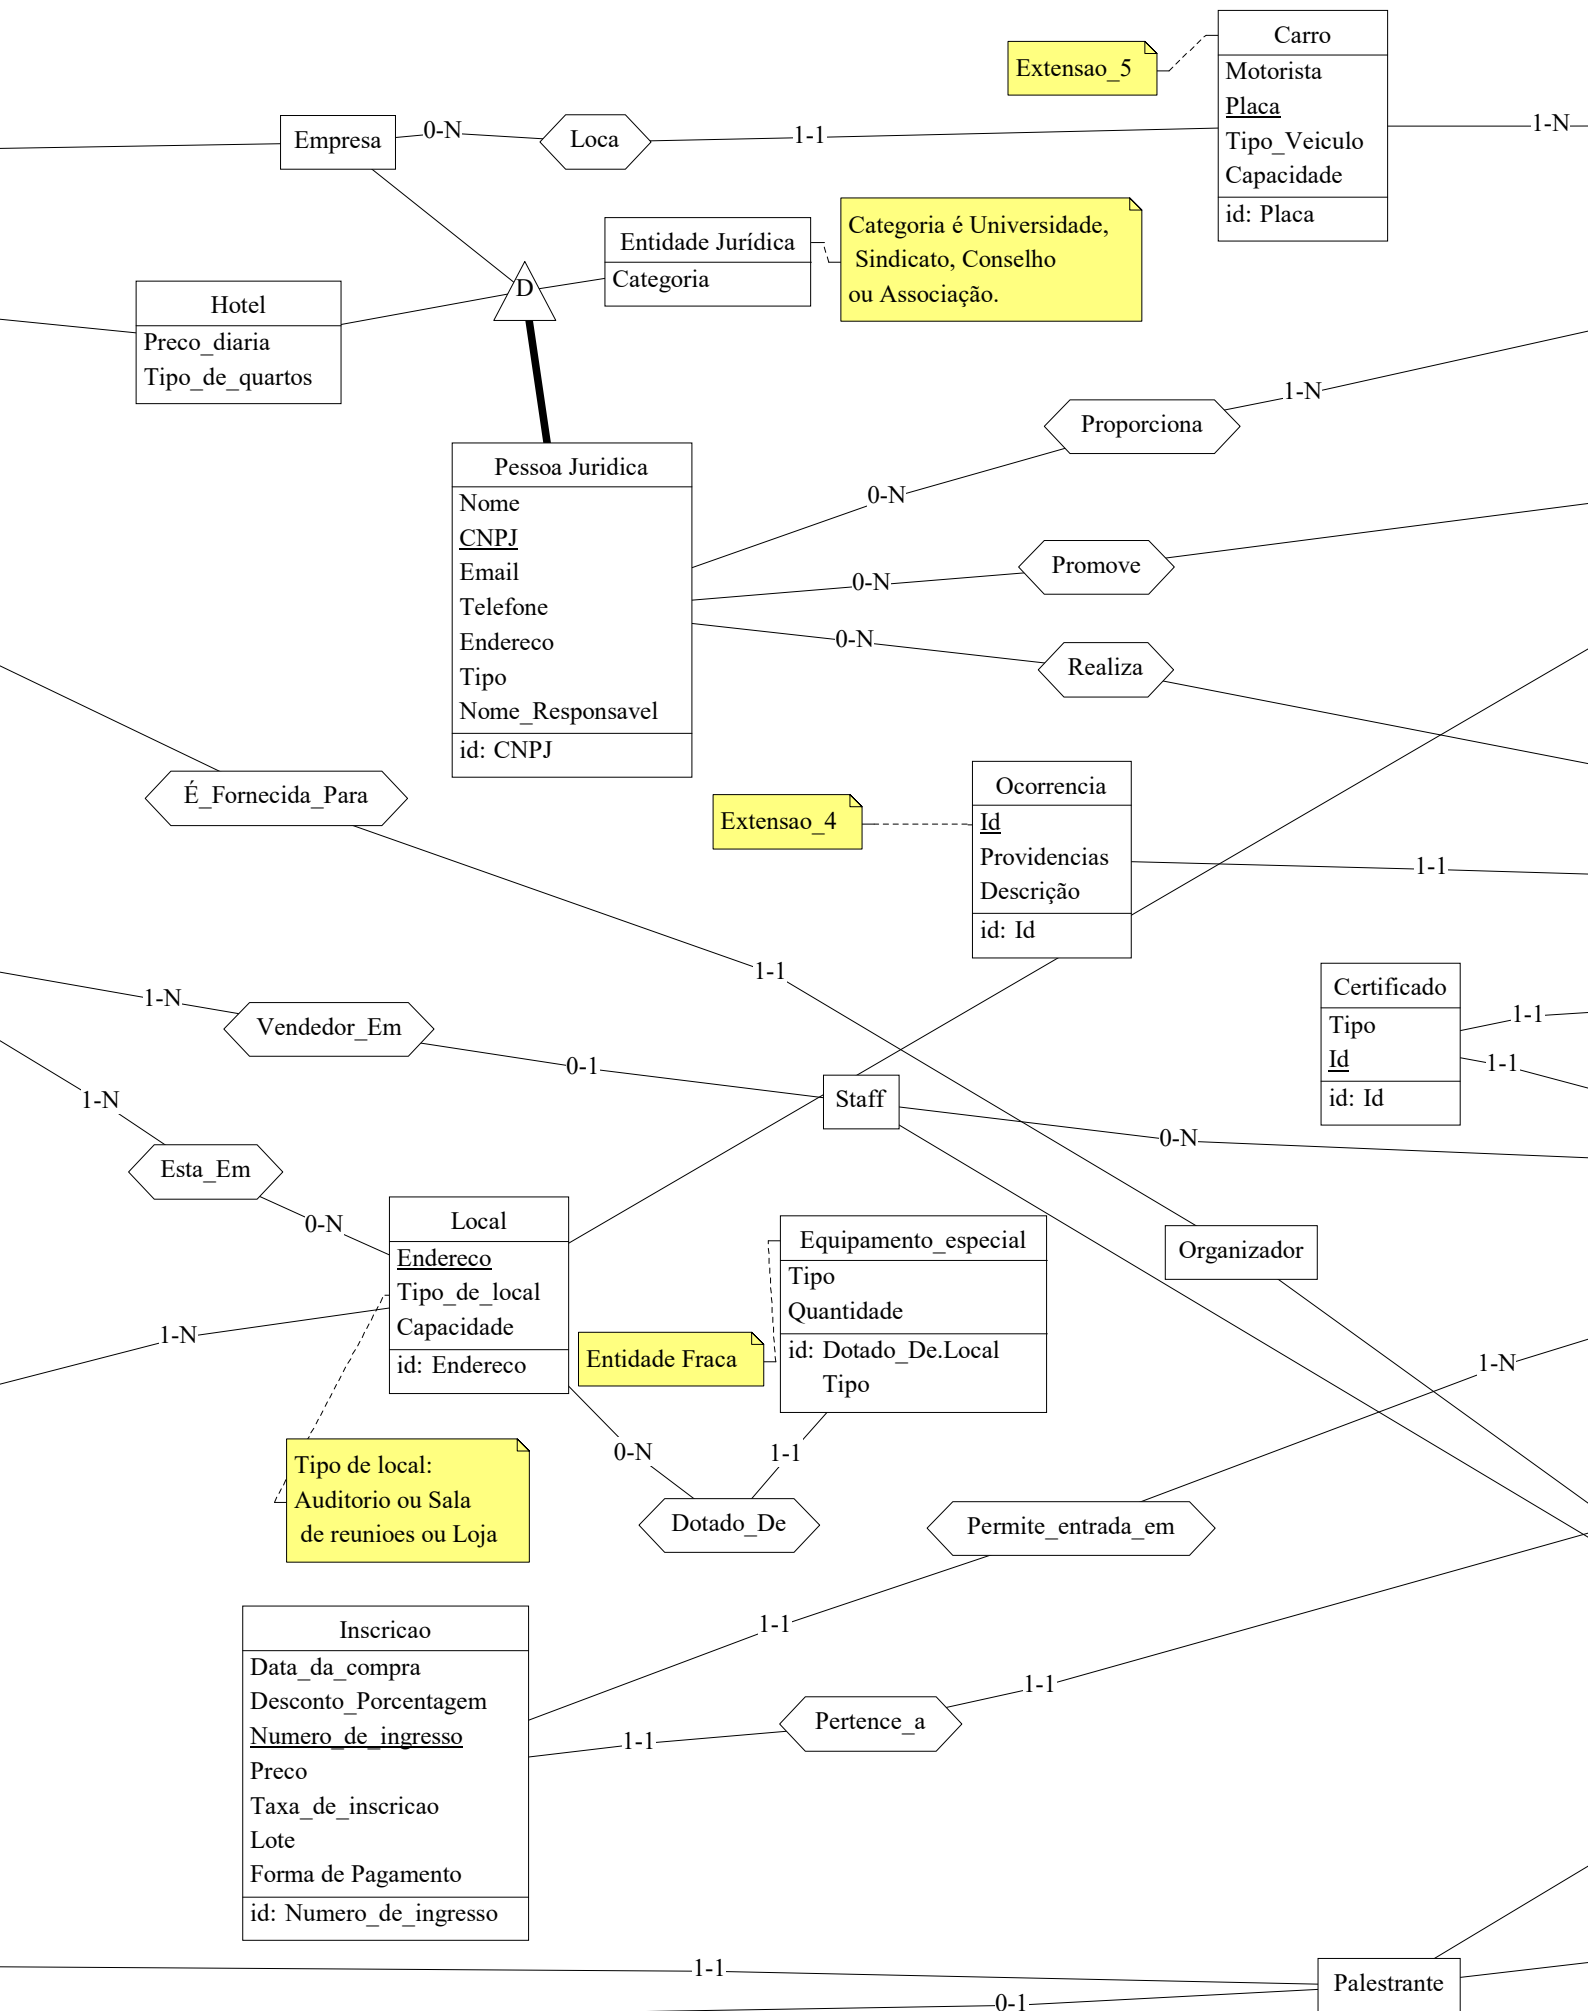 Carro
Motorista
Placa
Tipo_Veiculo
Capacidade
id: Placa
Extensao_5
1-N
Empresa
0-N
Loca
1-1
Entidade Jurídica
Categoria
Categoria é Universidade,
Sindicato, Conselho
ou Associação.
D
Hotel
Preco_diaria
Tipo_de_quartos
Pessoa Juridica
Nome
CNPJ
Email
Telefone
Endereco
Tipo
Nome_Responsavel
id: CNPJ
1-N
Proporciona
0-N
Promove
0-N
Realiza
0-N
É_Fornecida_Para
1-1
Extensao_4
Ocorrencia
Id
Providencias
Descrição
id: Id
1-1
Certificado
Tipo
Id
id: Id
1-1
1-1
1-N
Vendedor_Em
0-1
Staff
0-N
1-N
Esta_Em
0-N
Local
Endereco
Tipo_de_local
Capacidade
id: Endereco
1-N
Organizador
Equipamento_especial
Tipo
Quantidade
id: Dotado_De.Local
Tipo
Entidade Fraca
Tipo de local:
Auditorio ou Sala
de reunioes ou Loja
0-N
1-1
Dotado_De
1-N
Permite_entrada_em
1-1
Inscricao
Data_da_compra
Desconto_Porcentagem
Numero_de_ingresso
Preco
Taxa_de_inscricao
Lote
Forma de Pagamento
id: Numero_de_ingresso
1-1
Pertence_a
1-1
1-1
Palestrante
0-1